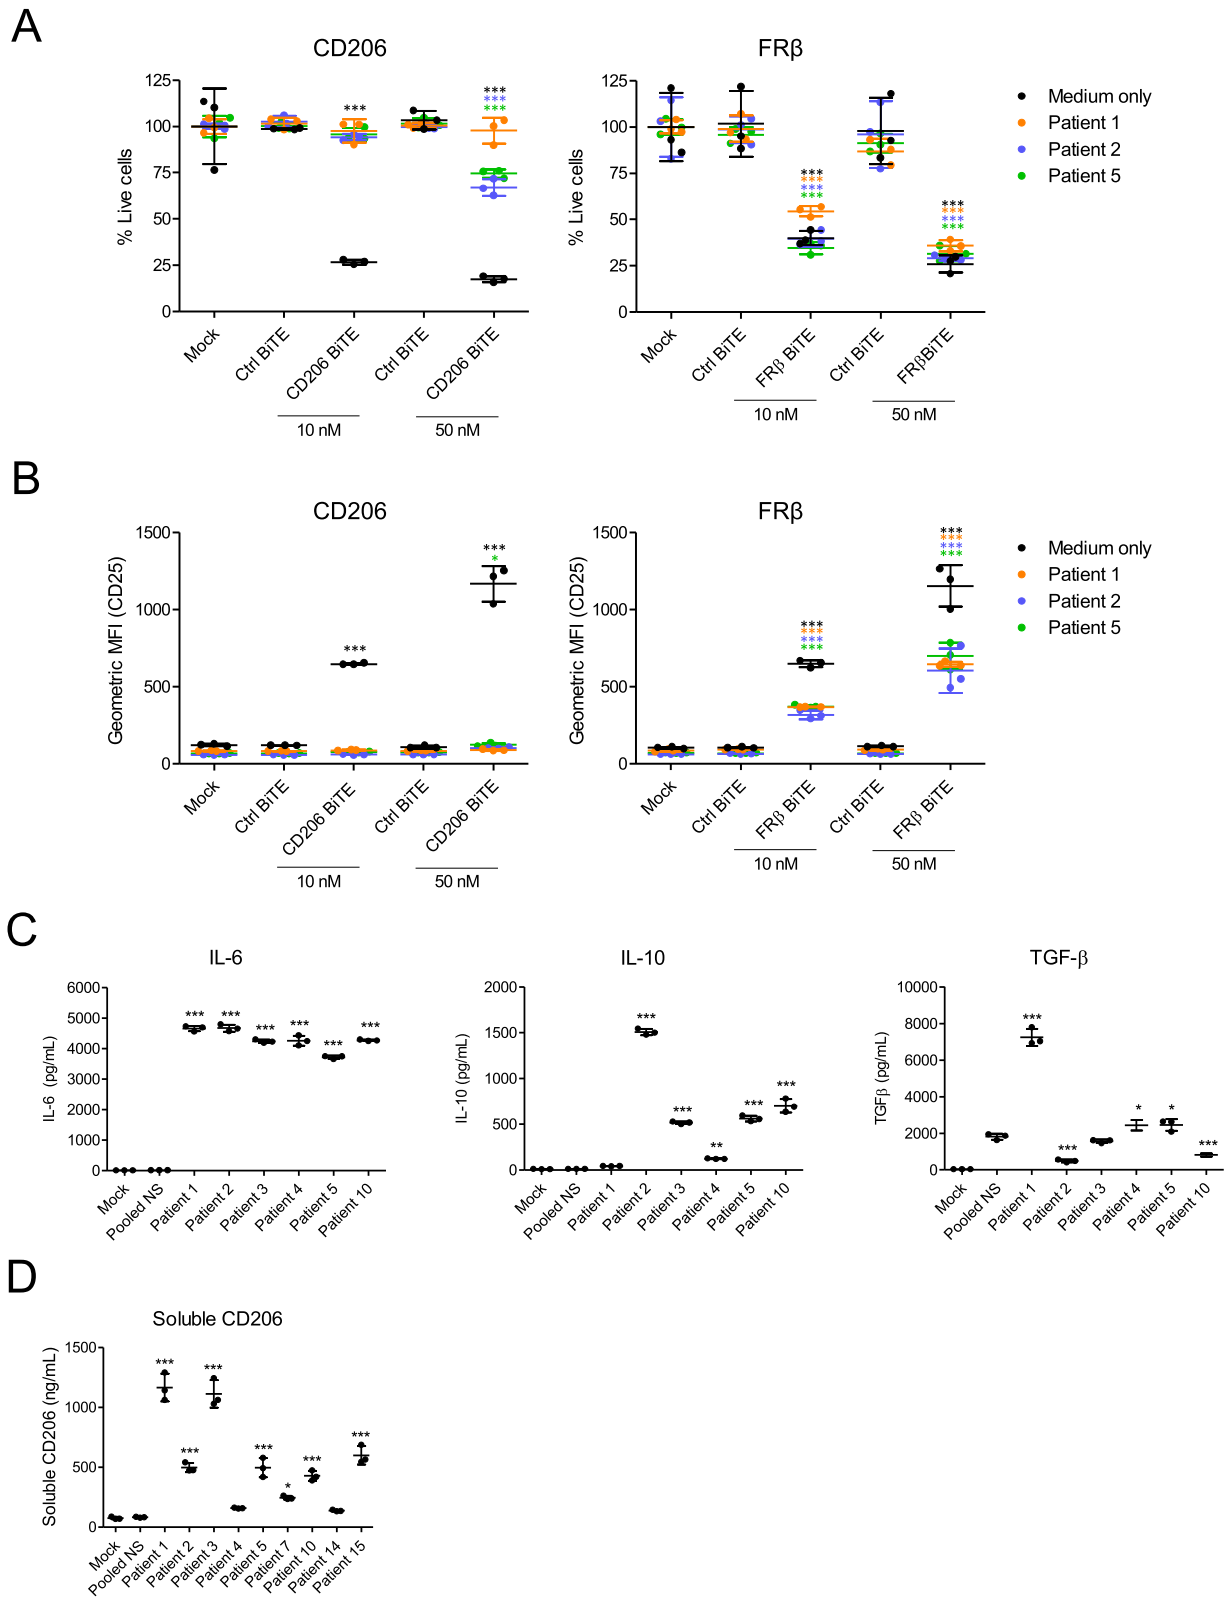 A
CD206
FRβ
% Live cells
125
100
75
50
25
0
***
***
***
***
Mock
Ctrl BiTE
CD206 BiTE
Ctrl BiTE
CD206 BiTE
10 nM
50 nM
% Live cells
125
100
75
50
25
0
***
***
***
***
***
***
***
***
Mock
Ctrl BiTE
FRβ BiTE
Ctrl BiTE
FRβBiTE
10 nM
50 nM
Medium only
Patient 1
Patient 2
Patient 5
B
CD206
FRβ
Geometric MFI (CD25)
1500
1000
500
0
***
***
*
Mock
Ctrl BiTE
CD206 BiTE
Ctrl BiTE
CD206 BiTE
10 nM
50 nM
Geometric MFI (CD25)
1500
1000
500
0
***
***
***
***
***
***
***
***
Mock
Ctrl BiTE
FRβ BiTE
Ctrl BiTE
FRβ BiTE
10 nM
50 nM
Medium only
Patient 1
Patient 2
Patient 5
C
IL-6
IL-6 (pg/mL)
6000
5000
4000
3000
2000
1000
0
***
***
***
***
***
***
Mock
Pooled NS
Patient 1
Patient 2
Patient 3
Patient 4
Patient 5
Patient 10
IL-10
IL-10 (pg/mL)
2000
1500
1000
500
0
***
***
**
***
***
Mock
Pooled NS
Patient 1
Patient 2
Patient 3
Patient 4
Patient 5
Patient 10
TGF-β
TGFβ (pg/mL)
10000
8000
6000
4000
2000
0
***
***
*
*
***
Mock
Pooled NS
Patient 1
Patient 2
Patient 3
Patient 4
Patient 5
Patient 10
D
Soluble CD206
Soluble CD206 (ng/mL)
1500
1000
500
0
***
***
***
***
*
***
***
Mock
Pooled NS
Patient 1
Patient 2
Patient 3
Patient 4
Patient 5
Patient 7
Patient 10
Patient 14
Patient 15